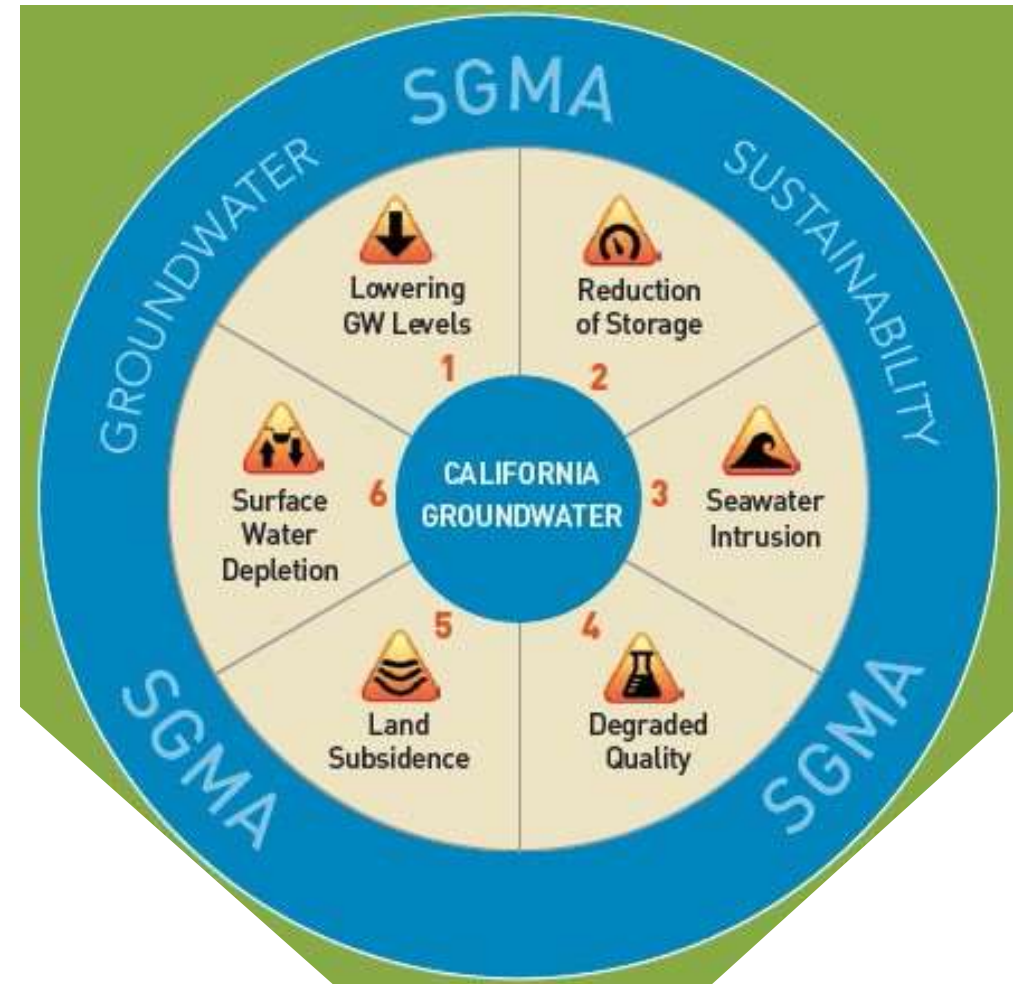 SGMA
GROUNDWATER
SUSTAINABILITY
Lowering
GW Levels
1
Reduction
of Storage
2
Seawater
Intrusion
3
Degraded
Quality
4
Land
Subsidence
5
Surface
Water
Depletion
6
CALIFORNIA
GROUNDWATER
SGMA
SGMA